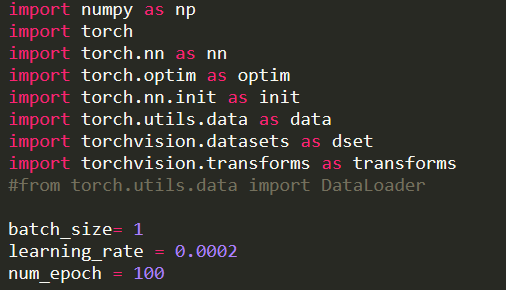 import numpy as np
import torch
import torch.nn as nn
import torch.optim as optim
import torch.nn.init as init
import torch.utils.data as data
import torchvision.datasets as dset
import torchvision.transforms as transforms
#from torch.utils.data import DataLoader

batch_size= 1
learning_rate = 0.0002
num_epoch = 100